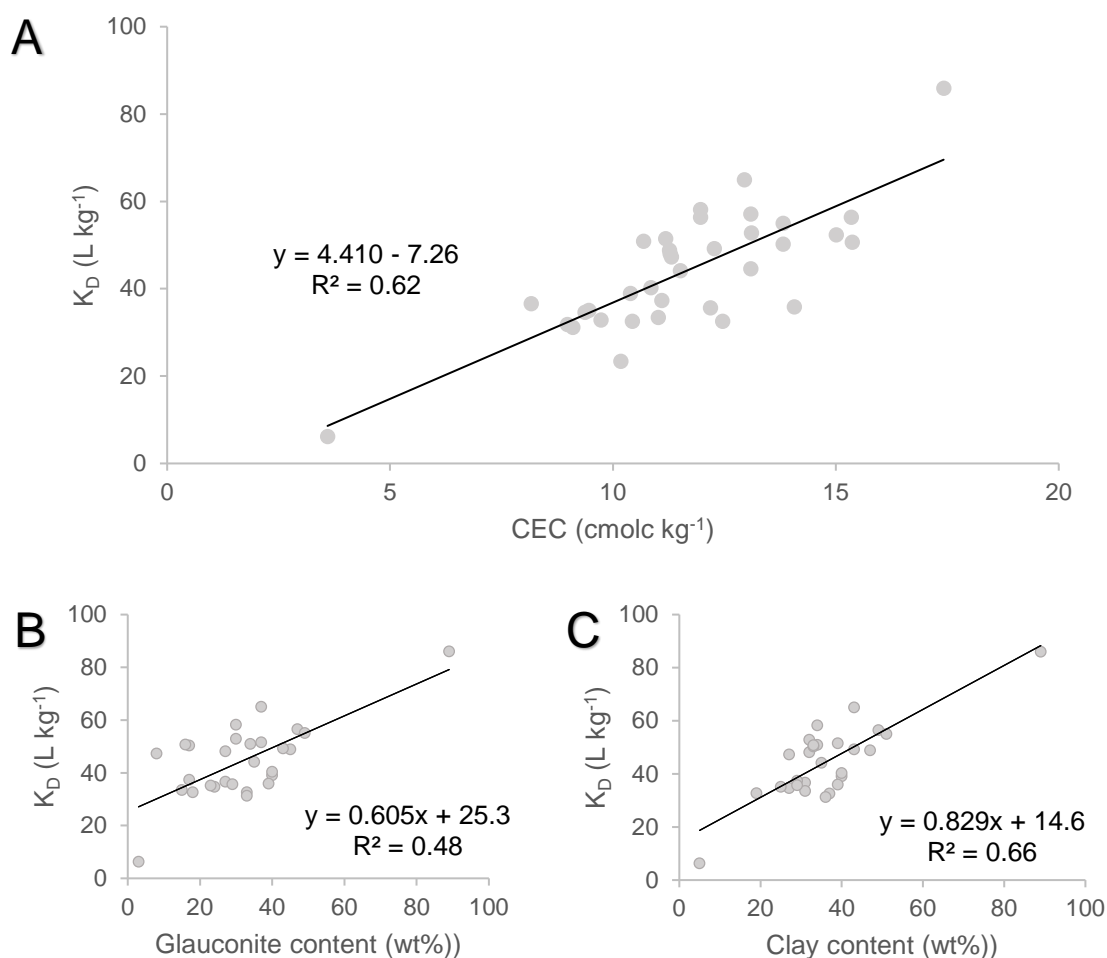 A
100
80
60
40
20
0
K_D (L kg⁻¹)
y = 4.410 - 7.26
R² = 0.62
0 5 10 15 20
CEC (cmolc kg⁻¹)
B
100
80
60
40
20
0
K_D (L kg⁻¹)
y = 0.605x + 25.3
R² = 0.48
0 20 40 60 80 100
Glauconite content (wt%))
C
100
80
60
40
20
0
K_D (L kg⁻¹)
y = 0.829x + 14.6
R² = 0.66
0 20 40 60 80 100
Clay content (wt%))